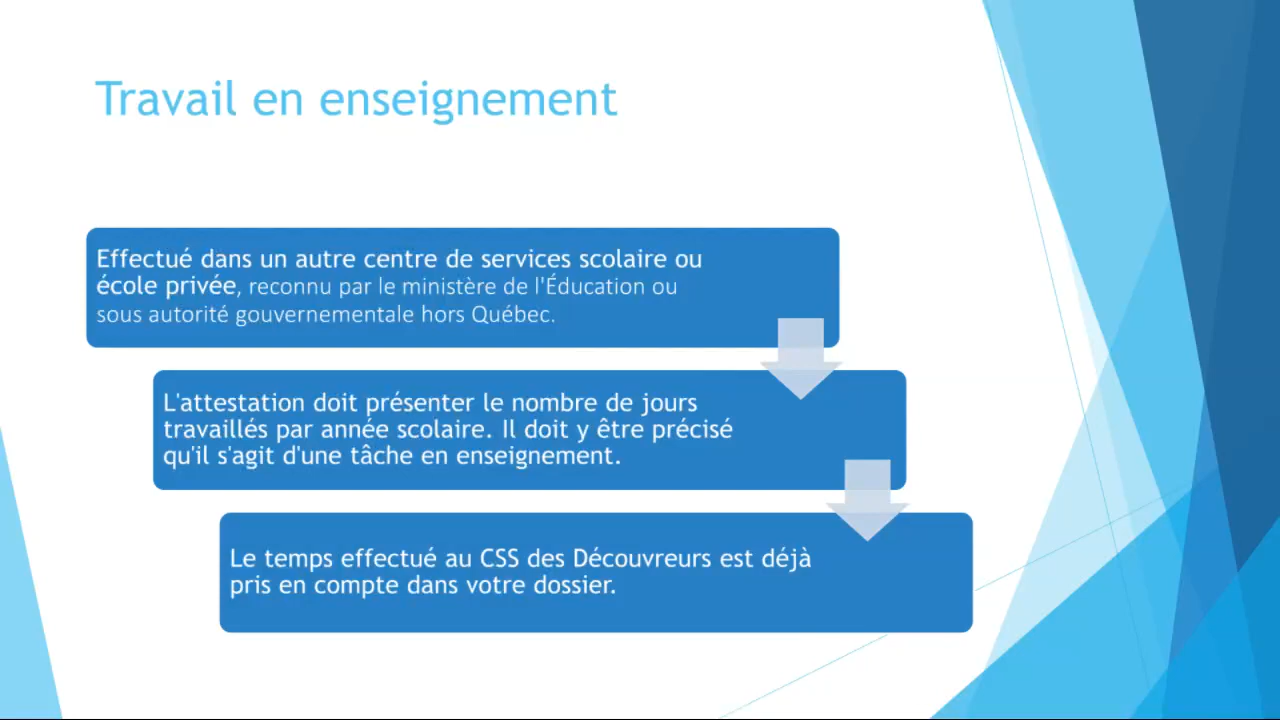 Travail en enseignement
Effectué dans un autre centre de services scolaire ou
école privée, reconnu par le ministère de l'Éducation ou
sous autorité gouvernementale hors Québec.
L'attestation doit présenter le nombre de jours
travaillés par année scolaire. Il doit y être précisé
qu'il s'agit d'une tâche en enseignement.
Le temps effectué au CSS des Découvreurs est déjà
pris en compte dans votre dossier.